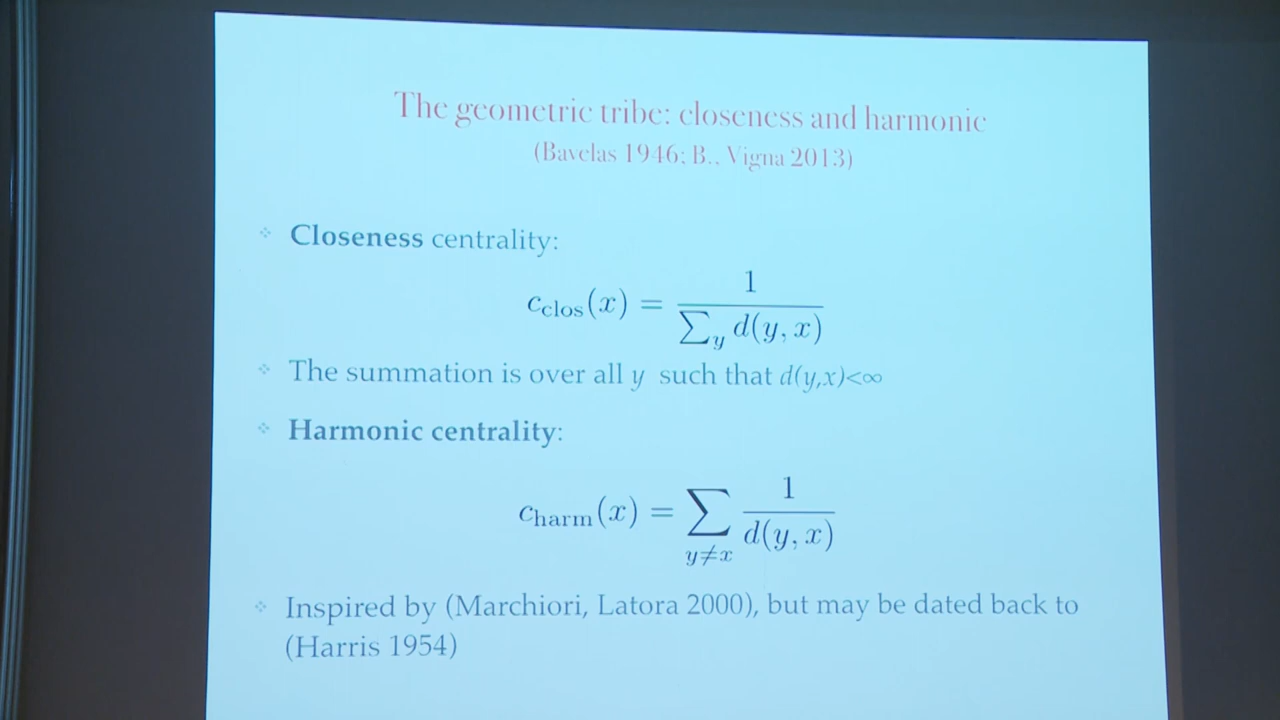 The geometric tribe: closeness and harmonic
(Bavelas 1946; B., Vigna 2013)
Closeness centrality:
c_clos(x) = 1 / ∑_y d(y, x)
The summation is over all y such that d(y,x)<∞
Harmonic centrality:
c_harm(x) = ∑_{y≠x} 1 / d(y, x)
Inspired by (Marchiori, Latora 2000), but may be dated back to
(Harris 1954)